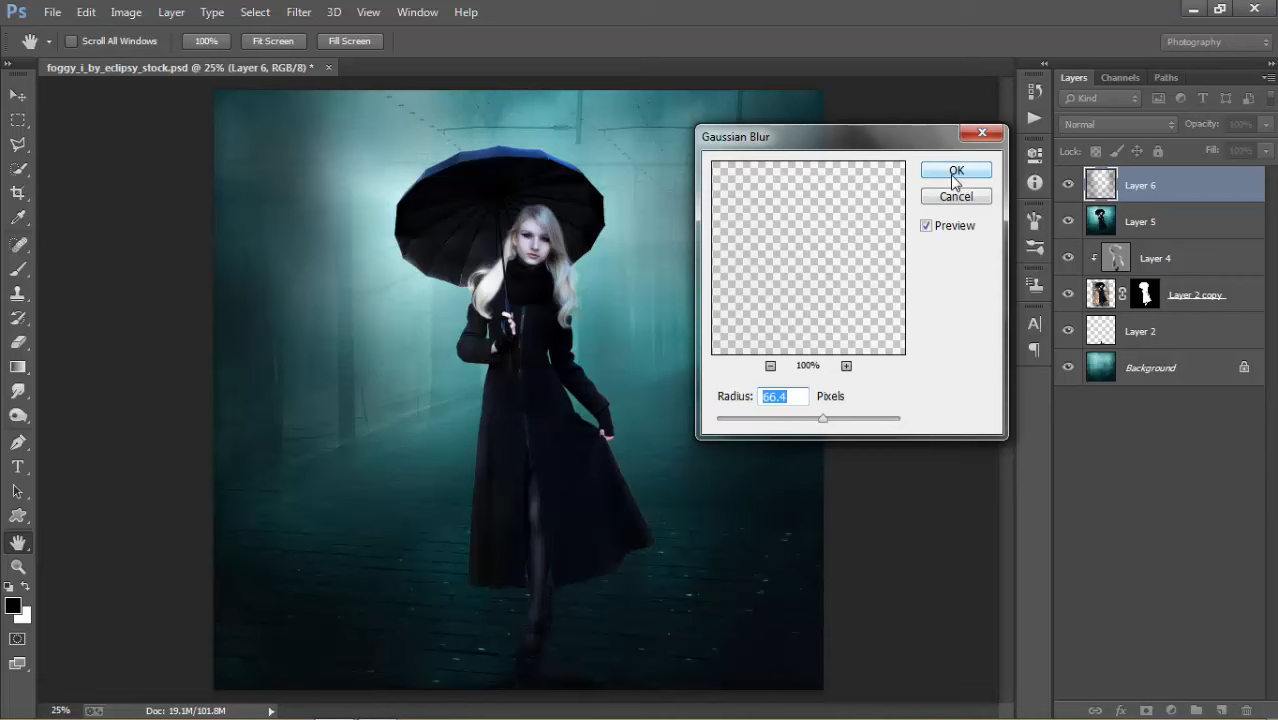 Ps File Edit Image Layer Type Select Filter 3D View Window Help
Scroll All Windows 100% Fit Screen Fill Screen Photography
foggy_i_by_eclipsy_stock.psd @ 25% (Layer 6, RGB/8) * ×
Layers Channels Paths
Kind
Normal Opacity: 100%
Lock: Fill: 100%
Layer 6
Layer 5
Layer 4
Layer 2 copy
Layer 2
Background
Gaussian Blur
OK
Cancel
Preview
100%
Radius: 66.4 Pixels
25% Doc: 19.1M/101.8M